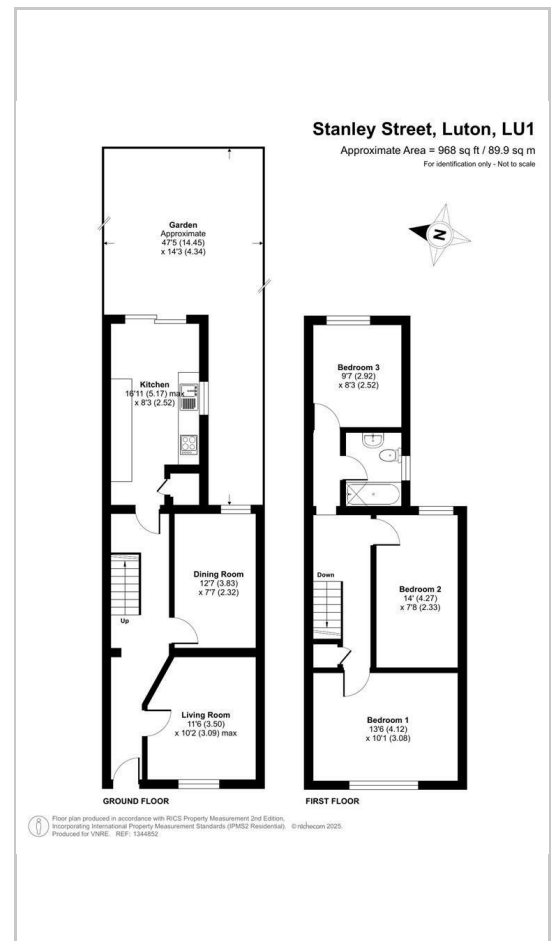 Stanley Street, Luton, LU1
Approximate Area = 968 sq ft / 89.9 sq m
For identification only - Not to scale
N
Garden
Approximate
47'5 (14.45)
x 14'3 (4.34)
Kitchen
16'11 (5.17) max
x 8'3 (2.52)
Dining Room
12'7 (3.83)
x 7'7 (2.32)
Up
Living Room
11'6 (3.50)
x 10'2 (3.09) max
GROUND FLOOR
Bedroom 3
9'7 (2.92)
x 8'3 (2.52)
Down
Bedroom 2
14' (4.27)
x 7'8 (2.33)
Bedroom 1
13'6 (4.12)
x 10'1 (3.08)
FIRST FLOOR
Floor plan produced in accordance with RICS Property Measurement 2nd Edition,
Incorporating International Property Measurement Standards (IPMS2 Residential). © nichecom 2025.
Produced for VNRE. REF: 1344852